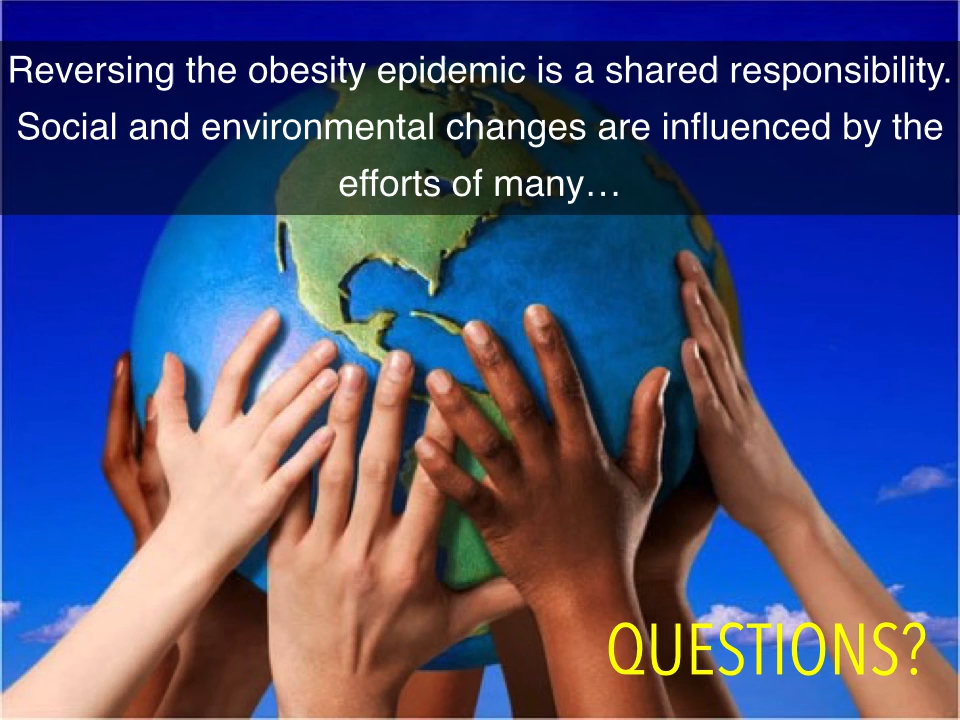 Reversing the obesity epidemic is a shared responsibility.
Social and environmental changes are influenced by the
efforts of many…
QUESTIONS?